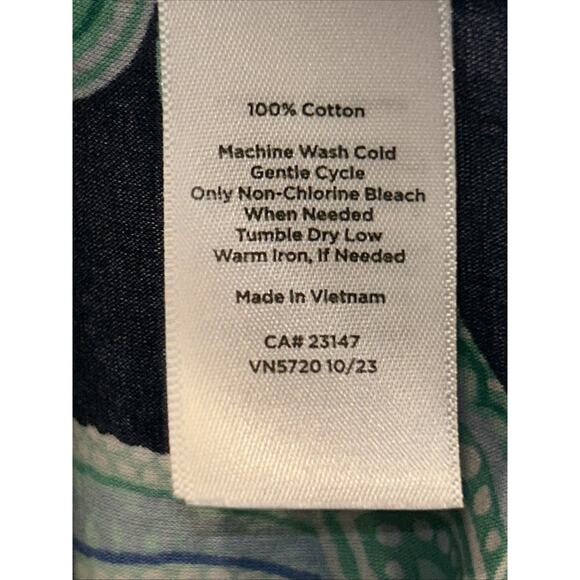 100% Cotton
Machine Wash Cold
Gentle Cycle
Only Non-Chlorine Bleach
When Needed
Tumble Dry Low
Warm Iron, If Needed
Made In Vietnam
CA# 23147
VN5720 10/23